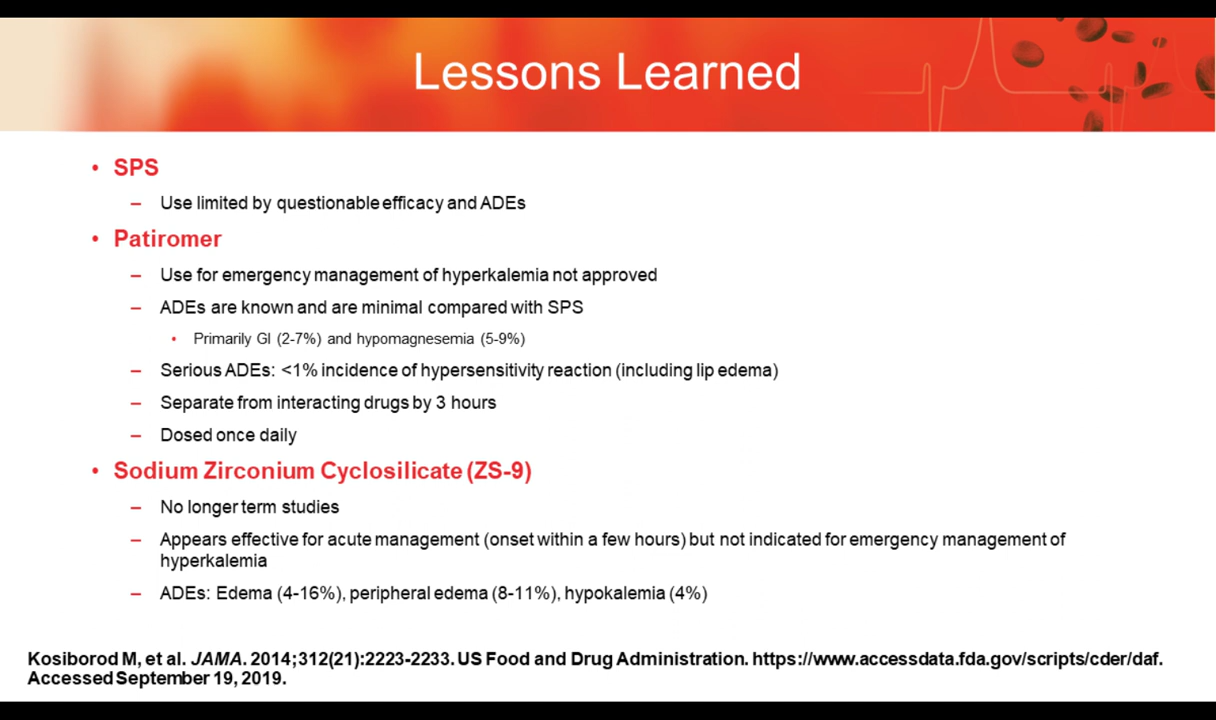 Lessons Learned
• SPS
– Use limited by questionable efficacy and ADEs
• Patiromer
– Use for emergency management of hyperkalemia not approved
– ADEs are known and are minimal compared with SPS
• Primarily GI (2-7%) and hypomagnesemia (5-9%)
– Serious ADEs: <1% incidence of hypersensitivity reaction (including lip edema)
– Separate from interacting drugs by 3 hours
– Dosed once daily
• Sodium Zirconium Cyclosilicate (ZS-9)
– No longer term studies
– Appears effective for acute management (onset within a few hours) but not indicated for emergency management of
hyperkalemia
– ADEs: Edema (4-16%), peripheral edema (8-11%), hypokalemia (4%)
Kosiborod M, et al. JAMA. 2014;312(21):2223-2233. US Food and Drug Administration. https://www.accessdata.fda.gov/scripts/cder/daf.
Accessed September 19, 2019.